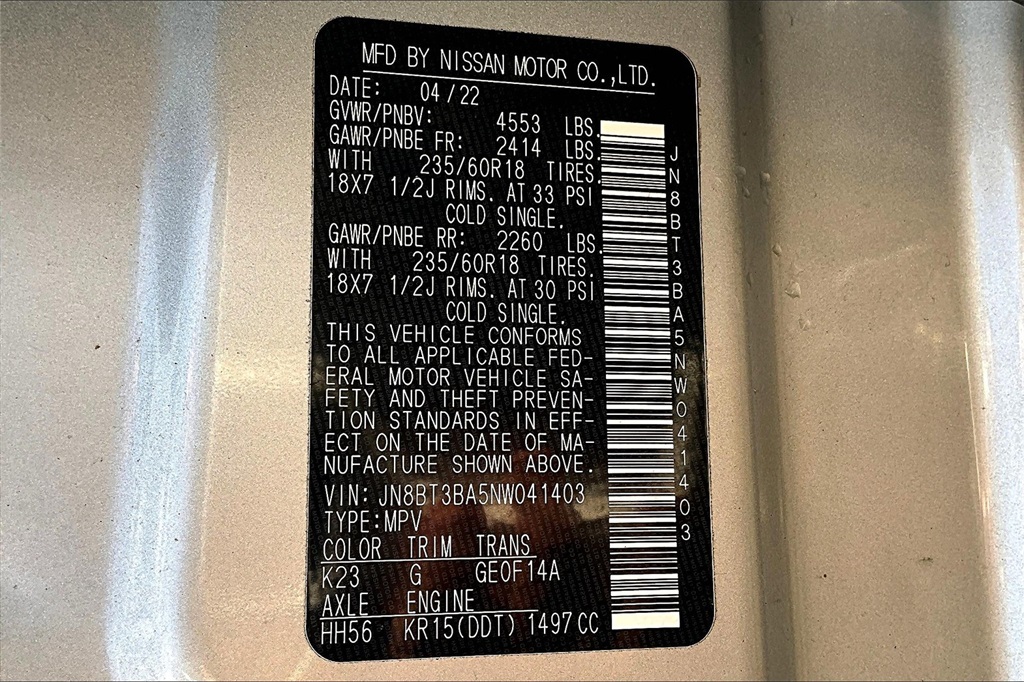 MFD BY NISSAN MOTOR CO.,LTD.
DATE: 04/22
GVWR/PNBV: 4553 LBS.
GAWR/PNBE FR: 2414 LBS.
WITH 235/60R18 TIRES.
18X7 1/2J RIMS. AT 33 PSI
COLD SINGLE.
GAWR/PNBE RR: 2260 LBS.
WITH 235/60R18 TIRES.
18X7 1/2J RIMS. AT 30 PSI
COLD SINGLE.
THIS VEHICLE CONFORMS
TO ALL APPLICABLE FED-
ERAL MOTOR VEHICLE SA-
FETY AND THEFT PREVEN-
TION STANDARDS IN EFF-
ECT ON THE DATE OF MA-
NUFACTURE SHOWN ABOVE.
VIN: JN8BT3BA5NW041403
TYPE:MPV
COLOR TRIM TRANS
K23 G GE0F14A
AXLE ENGINE
HH56 KR15(DDT) 1497CC
JN8BT3BA5NW041403